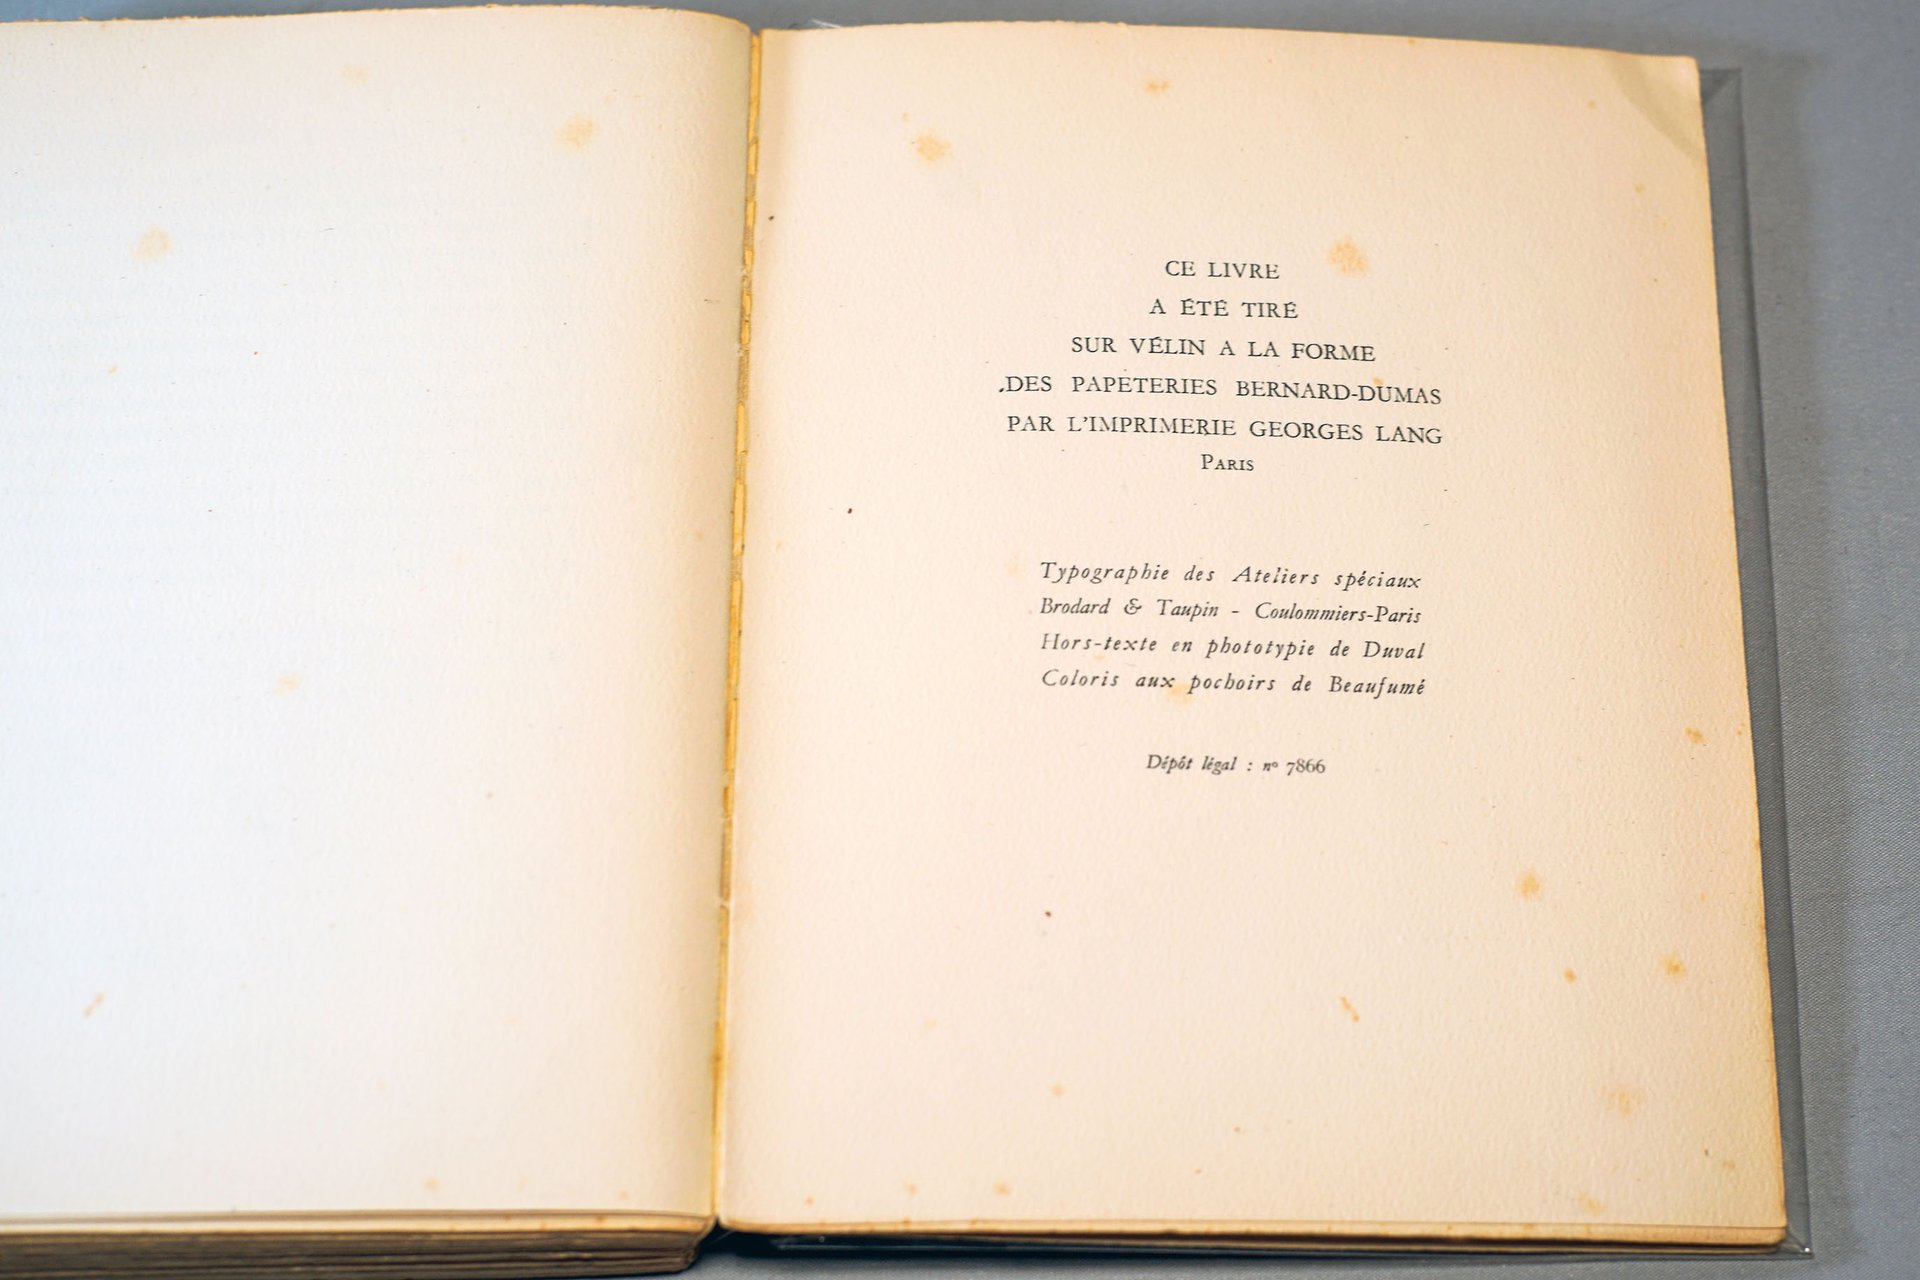 CE LIVRE
A ÉTÉ TIRÉ
SUR VÉLIN A LA FORME
DES PAPETERIES BERNARD-DUMAS
PAR L'IMPRIMERIE GEORGES LANG
PARIS
Typographie des Ateliers spéciaux
Brodard & Taupin - Coulommiers-Paris
Hors-texte en phototypie de Duval
Coloris aux pochoirs de Beaufumé
Dépôt légal : nº 7866